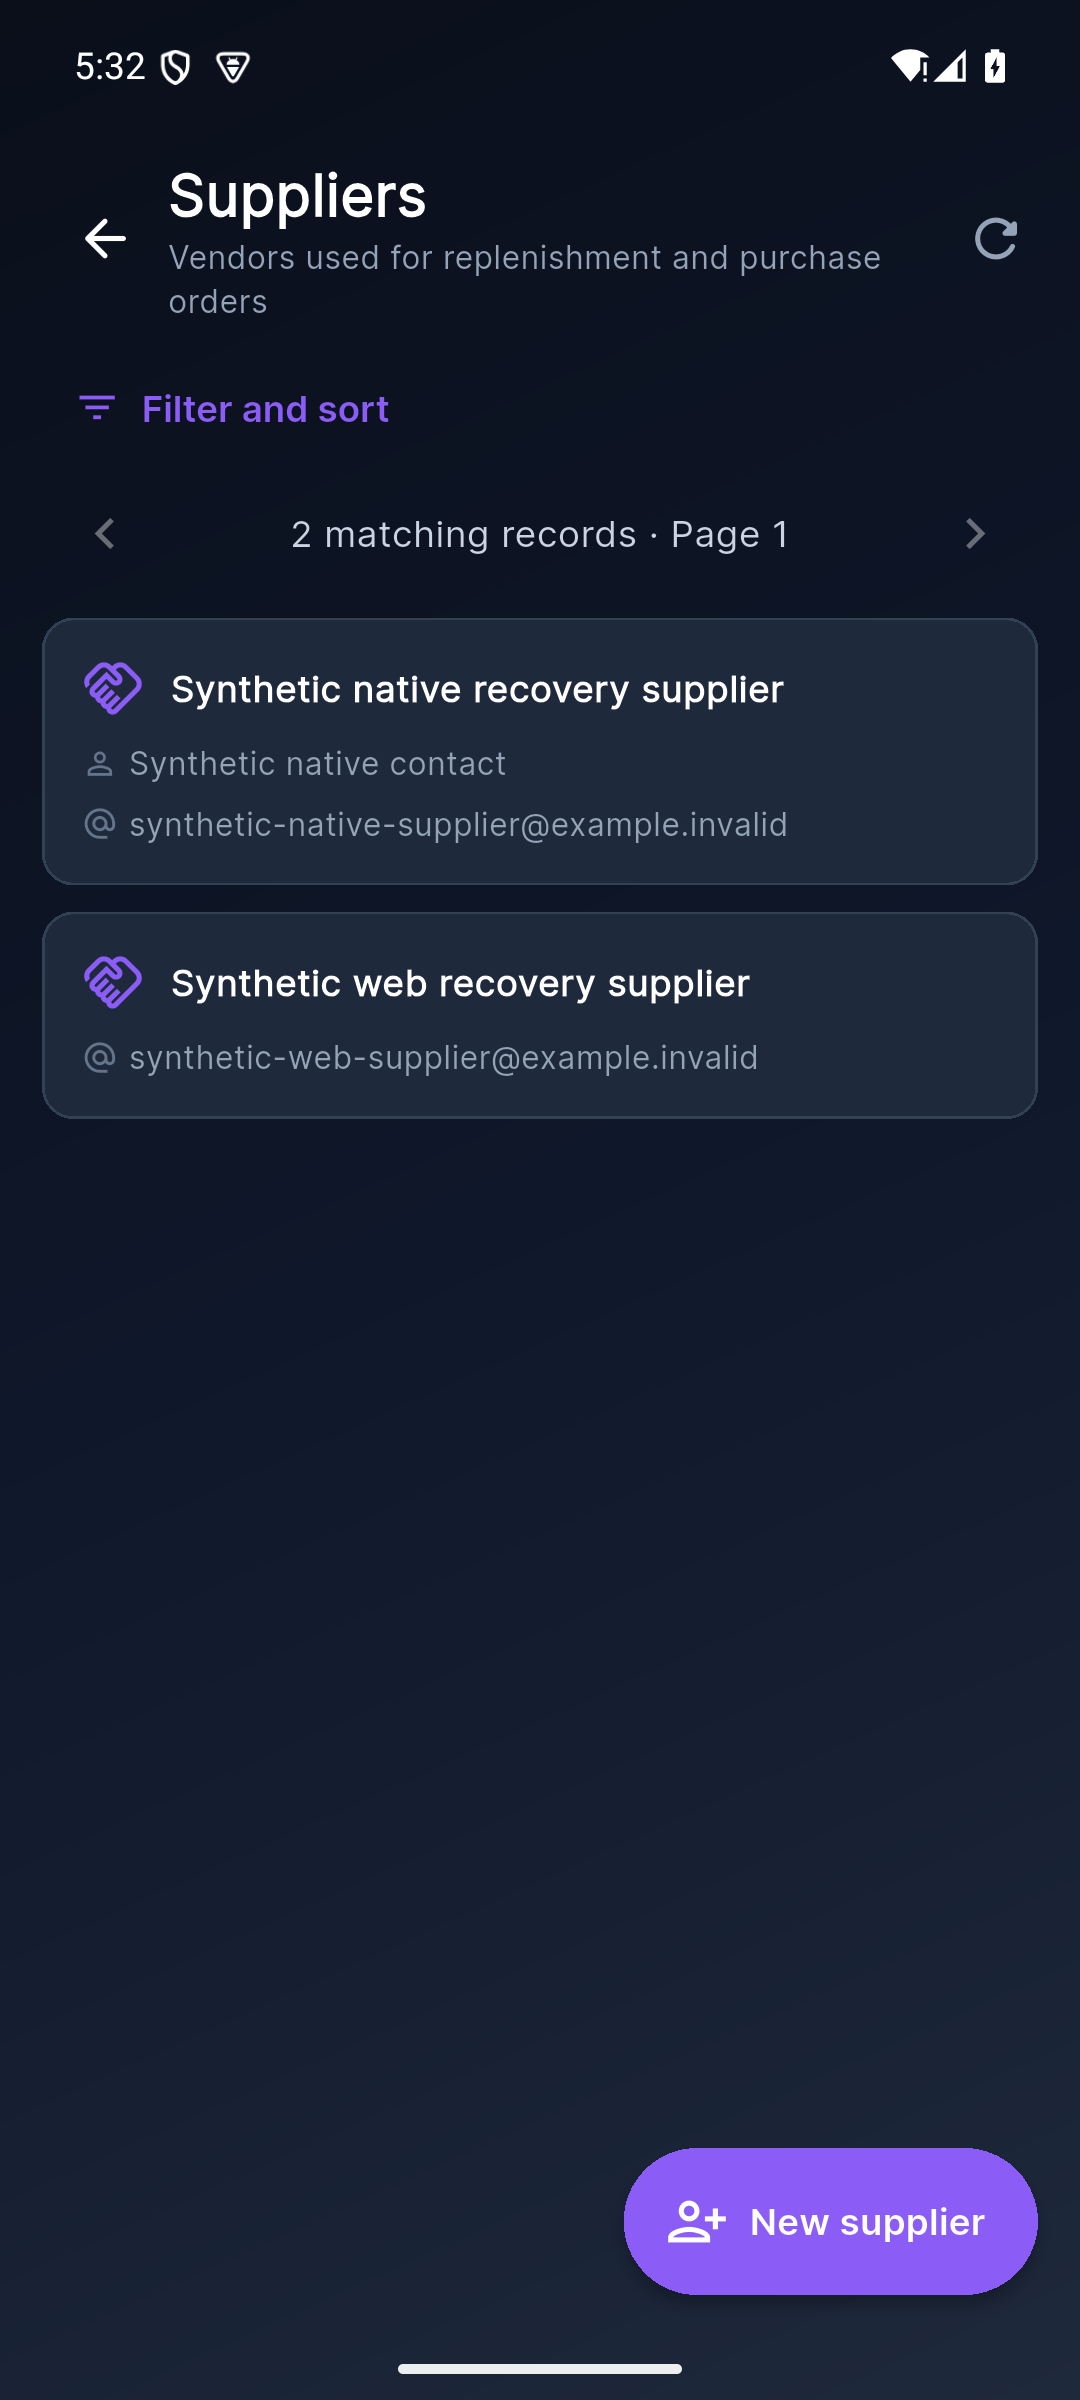 5:32
Suppliers
Vendors used for replenishment and purchase
orders
Filter and sort
2 matching records · Page 1
Synthetic native recovery supplier
Synthetic native contact
synthetic-native-supplier@example.invalid
Synthetic web recovery supplier
synthetic-web-supplier@example.invalid
New supplier